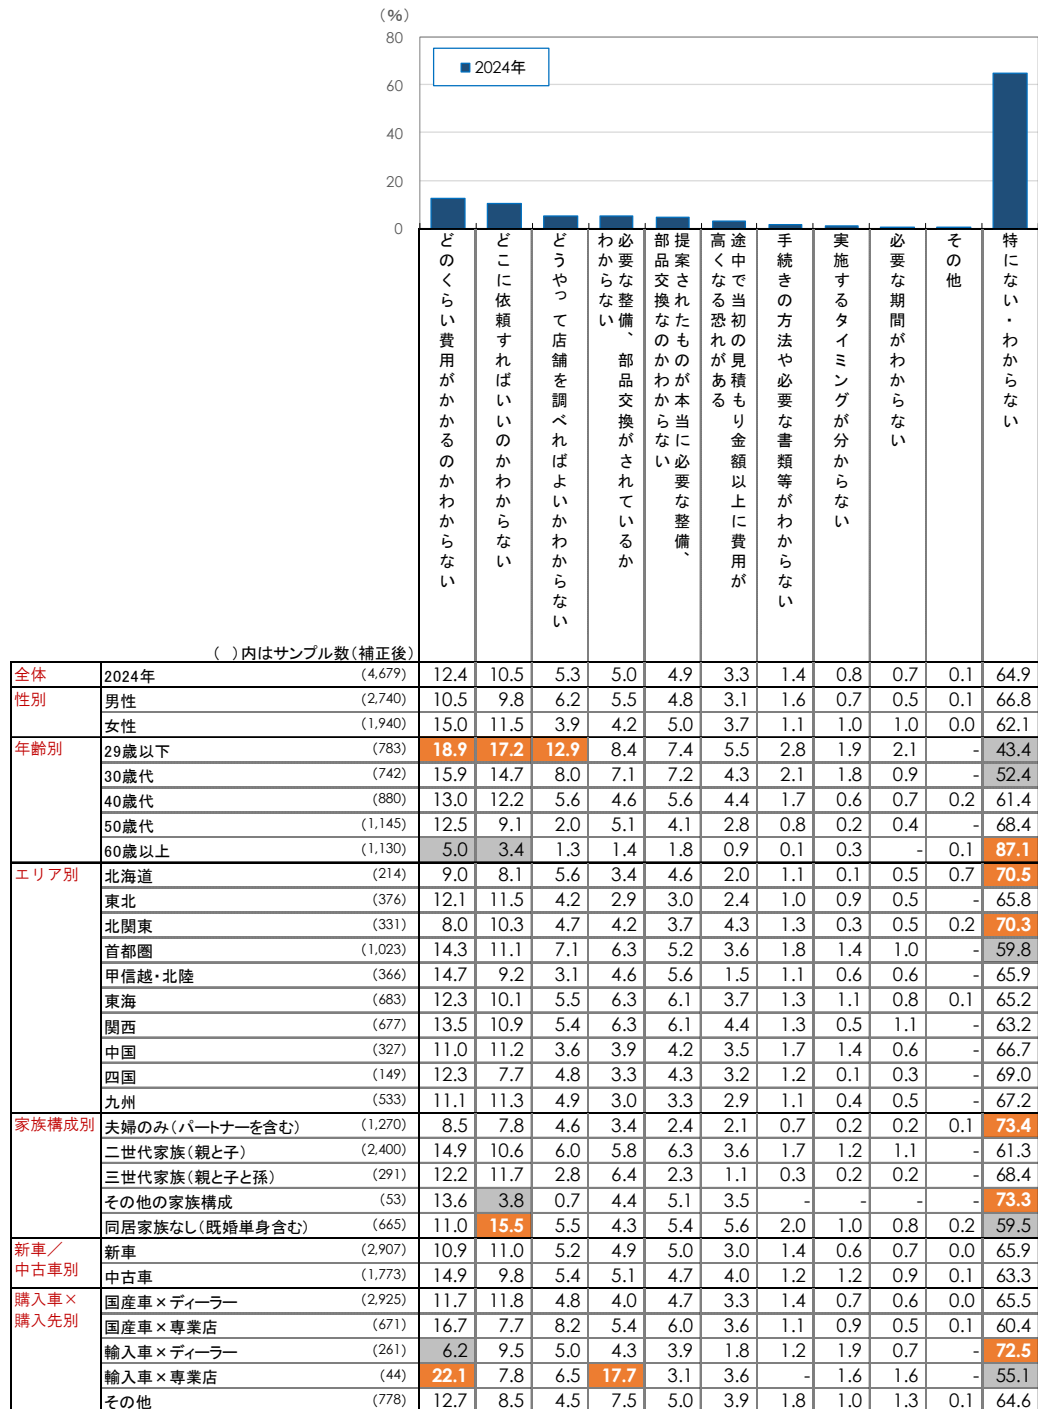 （％）
80
60
40
20
0
2024年
どのくらい費用がかかるのかわからない
どこに依頼すればいいのかわからない
どうやって店舗を調べればよいかわからない
必要な整備、部品交換がされているか
わからない
提案されたものが本当に必要な整備、
部品交換なのかわからない
途中で当初の見積もり金額以上に費用が
高くなる恐れがある
手続きの方法や必要な書類等がわからない
実施するタイミングが分からない
必要な期間がわからない
その他
特にない・わからない
（　）内はサンプル数（補正後）
全体 2024年 (4,679) 12.4 10.5 5.3 5.0 4.9 3.3 1.4 0.8 0.7 0.1 64.9
性別 男性 (2,740) 10.5 9.8 6.2 5.5 4.8 3.1 1.6 0.7 0.5 0.1 66.8
女性 (1,940) 15.0 11.5 3.9 4.2 5.0 3.7 1.1 1.0 1.0 0.0 62.1
年齢別 29歳以下 (783) 18.9 17.2 12.9 8.4 7.4 5.5 2.8 1.9 2.1 - 43.4
30歳代 (742) 15.9 14.7 8.0 7.1 7.2 4.3 2.1 1.8 0.9 - 52.4
40歳代 (880) 13.0 12.2 5.6 4.6 5.6 4.4 1.7 0.6 0.7 0.2 61.4
50歳代 (1,145) 12.5 9.1 2.0 5.1 4.1 2.8 0.8 0.2 0.4 - 68.4
60歳以上 (1,130) 5.0 3.4 1.3 1.4 1.8 0.9 0.1 0.3 - 0.1 87.1
エリア別 北海道 (214) 9.0 8.1 5.6 3.4 4.6 2.0 1.1 0.1 0.5 0.7 70.5
東北 (376) 12.1 11.5 4.2 2.9 3.0 2.4 1.0 0.9 0.5 - 65.8
北関東 (331) 8.0 10.3 4.7 4.2 3.7 4.3 1.3 0.3 0.5 0.2 70.3
首都圏 (1,023) 14.3 11.1 7.1 6.3 5.2 3.6 1.8 1.4 1.0 - 59.8
甲信越・北陸 (366) 14.7 9.2 3.1 4.6 5.6 1.5 1.1 0.6 0.6 - 65.9
東海 (683) 12.3 10.1 5.5 6.3 6.1 3.7 1.3 1.1 0.8 0.1 65.2
関西 (677) 13.5 10.9 5.4 6.3 6.1 4.4 1.3 0.5 1.1 - 63.2
中国 (327) 11.0 11.2 3.6 3.9 4.2 3.5 1.7 1.4 0.6 - 66.7
四国 (149) 12.3 7.7 4.8 3.3 4.3 3.2 1.2 0.1 0.3 - 69.0
九州 (533) 11.1 11.3 4.9 3.0 3.3 2.9 1.1 0.4 0.5 - 67.2
家族構成別 夫婦のみ（パートナーを含む） (1,270) 8.5 7.8 4.6 3.4 2.4 2.1 0.7 0.2 0.2 0.1 73.4
二世代家族（親と子） (2,400) 14.9 10.6 6.0 5.8 6.3 3.6 1.7 1.2 1.1 - 61.3
三世代家族（親と子と孫） (291) 12.2 11.7 2.8 6.4 2.3 1.1 0.3 0.2 0.2 - 68.4
その他の家族構成 (53) 13.6 3.8 0.7 4.4 5.1 3.5 - - - - 73.3
同居家族なし（既婚単身含む） (665) 11.0 15.5 5.5 4.3 5.4 5.6 2.0 1.0 0.8 0.2 59.5
新車／ 新車 (2,907) 10.9 11.0 5.2 4.9 5.0 3.0 1.4 0.6 0.7 0.0 65.9
中古車別 中古車 (1,773) 14.9 9.8 5.4 5.1 4.7 4.0 1.2 1.2 0.9 0.1 63.3
購入車× 国産車×ディーラー (2,925) 11.7 11.8 4.8 4.0 4.7 3.3 1.4 0.7 0.6 0.0 65.5
購入先別 国産車×専業店 (671) 16.7 7.7 8.2 5.4 6.0 3.6 1.1 0.9 0.5 0.1 60.4
輸入車×ディーラー (261) 6.2 9.5 5.0 4.3 3.9 1.8 1.2 1.9 0.7 - 72.5
輸入車×専業店 (44) 22.1 7.8 6.5 17.7 3.1 3.6 - 1.6 1.6 - 55.1
その他 (778) 12.7 8.5 4.5 7.5 5.0 3.9 1.8 1.0 1.3 0.1 64.6